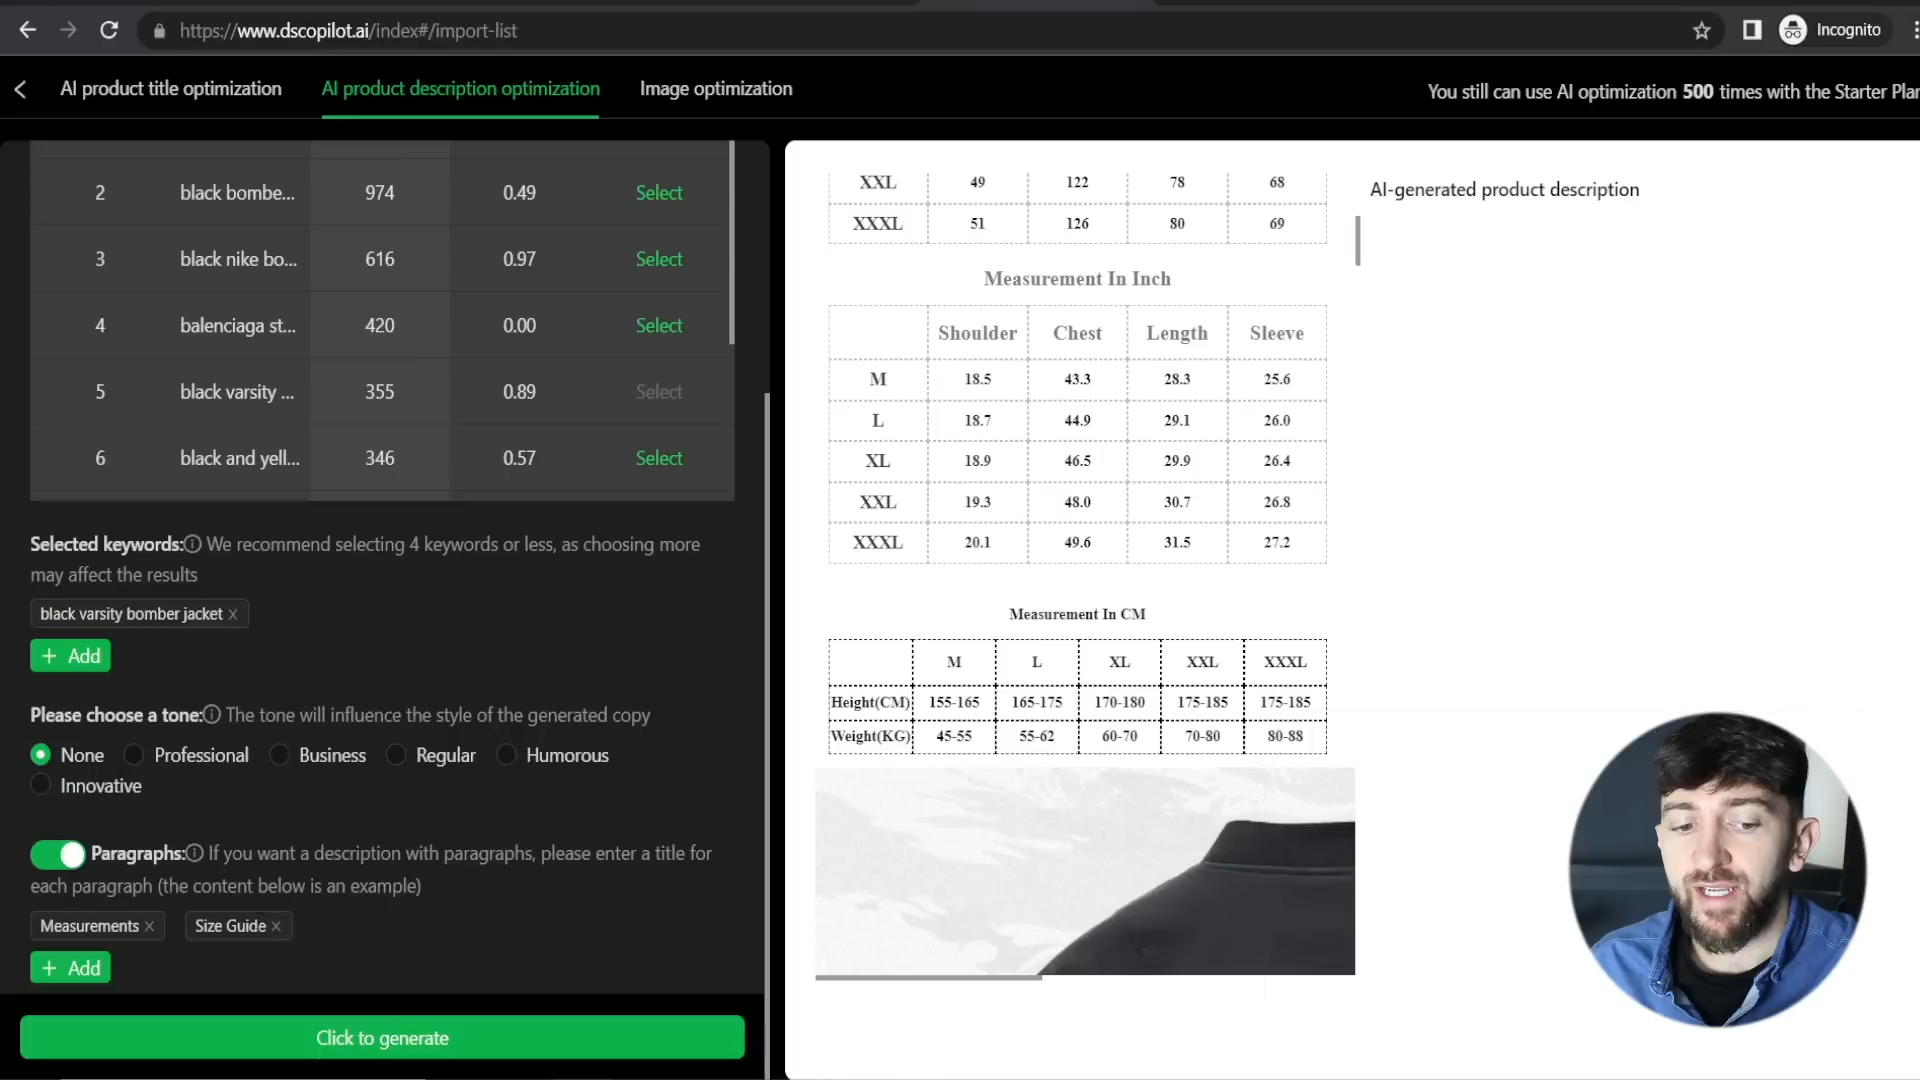 https://www.dscopilot.ai/index#/import-list
Incognito
AI product title optimization
AI product description optimization
Image optimization
You still can use AI optimization 500 times with the Starter Plan
2 black bombe... 974 0.49 Select
3 black nike bo... 616 0.97 Select
4 balenciaga st... 420 0.00 Select
5 black varsity ... 355 0.89 Select
6 black and yell... 346 0.57 Select
Selected keywords: We recommend selecting 4 keywords or less, as choosing more
may affect the results
black varsity bomber jacket ×
+ Add
Please choose a tone: The tone will influence the style of the generated copy
None Professional Business Regular Humorous
Innovative
Paragraphs: If you want a description with paragraphs, please enter a title for
each paragraph (the content below is an example)
Measurements × Size Guide ×
+ Add
Click to generate
XXL 49 122 78 68
XXXL 51 126 80 69
Measurement In Inch
Shoulder Chest Length Sleeve
M 18.5 43.3 28.3 25.6
L 18.7 44.9 29.1 26.0
XL 18.9 46.5 29.9 26.4
XXL 19.3 48.0 30.7 26.8
XXXL 20.1 49.6 31.5 27.2
Measurement In CM
M L XL XXL XXXL
Height(CM) 155-165 165-175 170-180 175-185 175-185
Weight(KG) 45-55 55-62 60-70 70-80 80-88
AI-generated product description